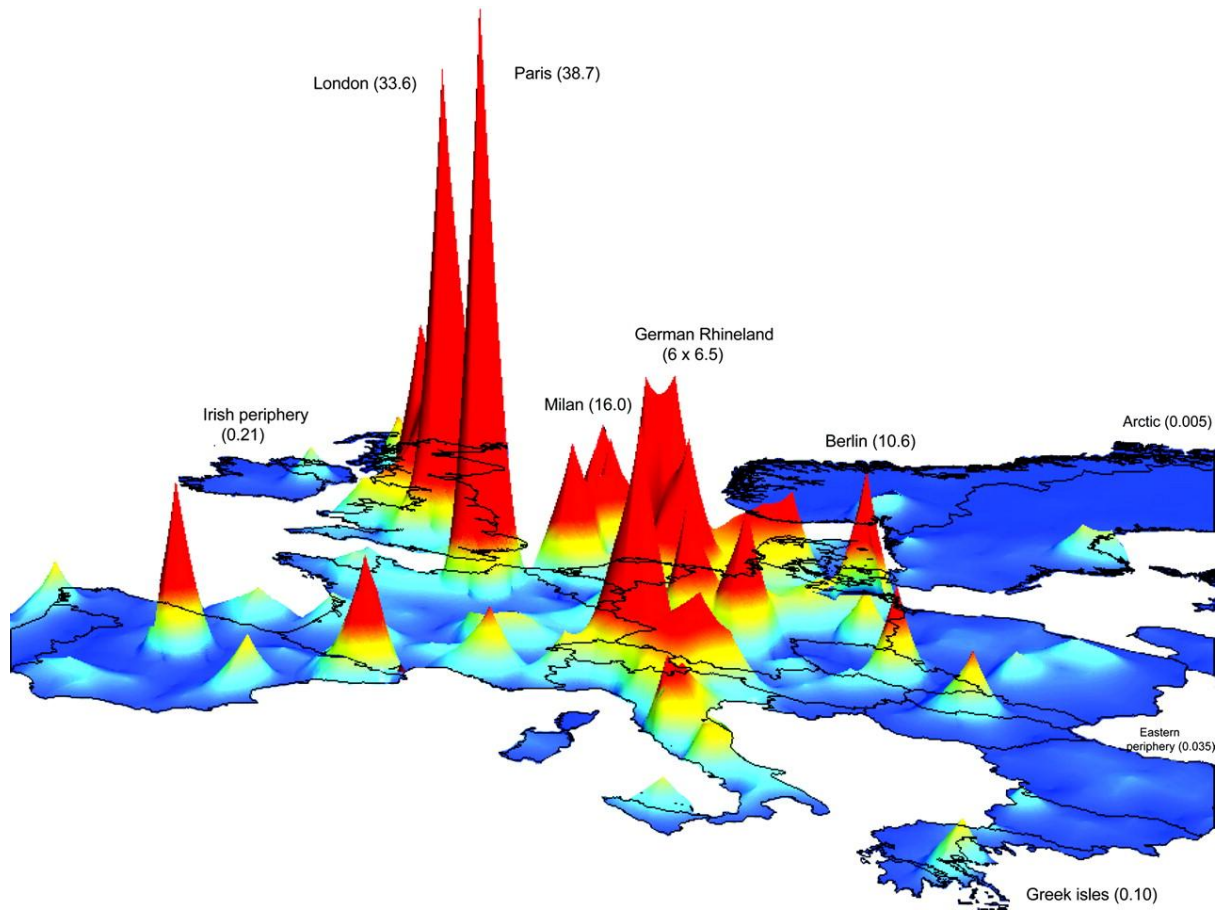 London (33.6)
Paris (38.7)
German Rhineland
(6 x 6.5)
Milan (16.0)
Irish periphery
(0.21)
Berlin (10.6)
Arctic (0.005)
Eastern
periphery (0.035)
Greek isles (0.10)